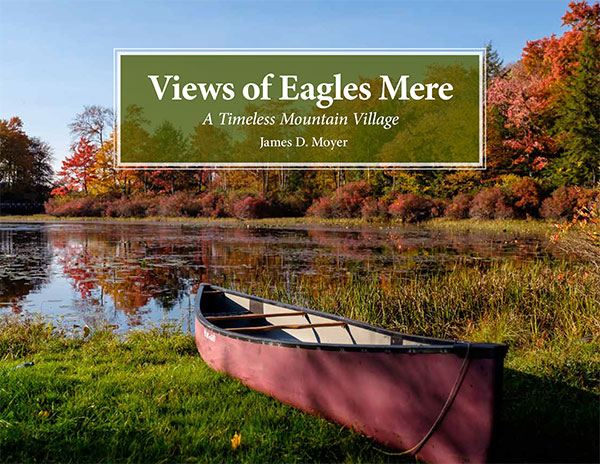 Views of Eagles Mere
A Timeless Mountain Village
James D. Moyer